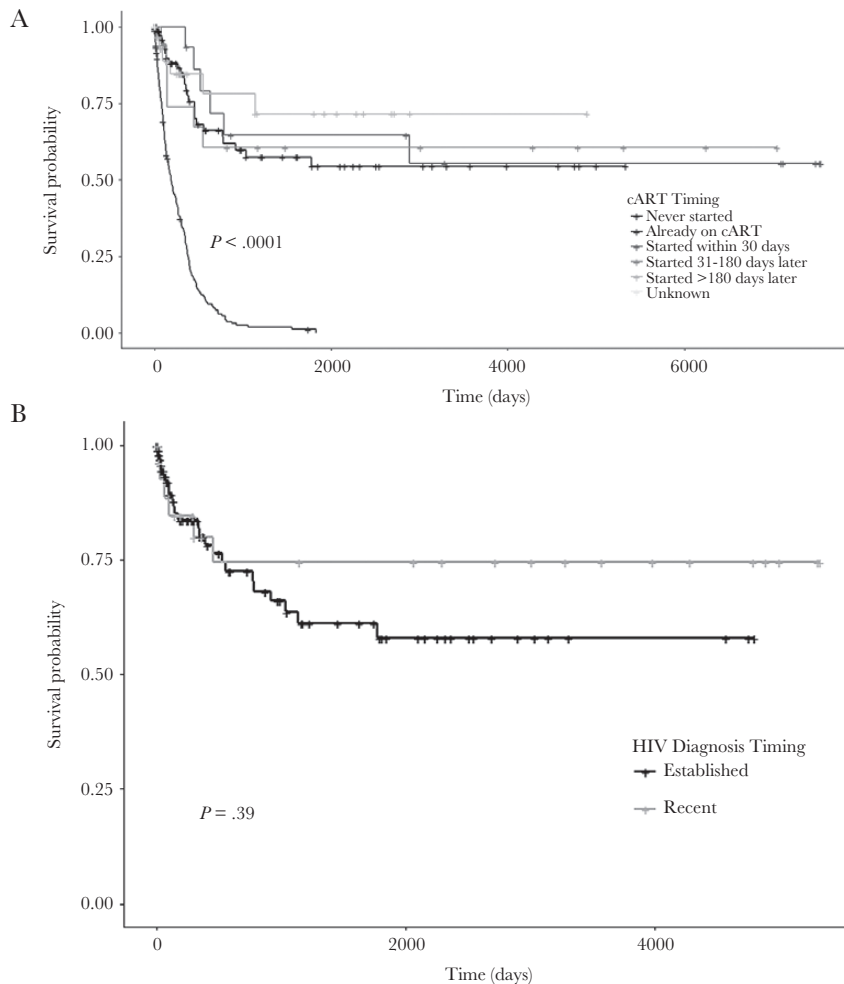 A
1.00
0.75
0.50
0.25
0.00
Survival probability
P < .0001
cART Timing
Never started
Already on cART
Started within 30 days
Started 31-180 days later
Started >180 days later
Unknown
0 2000 4000 6000
Time (days)
B
1.00
0.75
0.50
0.25
0.00
Survival probability
P = .39
HIV Diagnosis Timing
Established
Recent
0 2000 4000
Time (days)